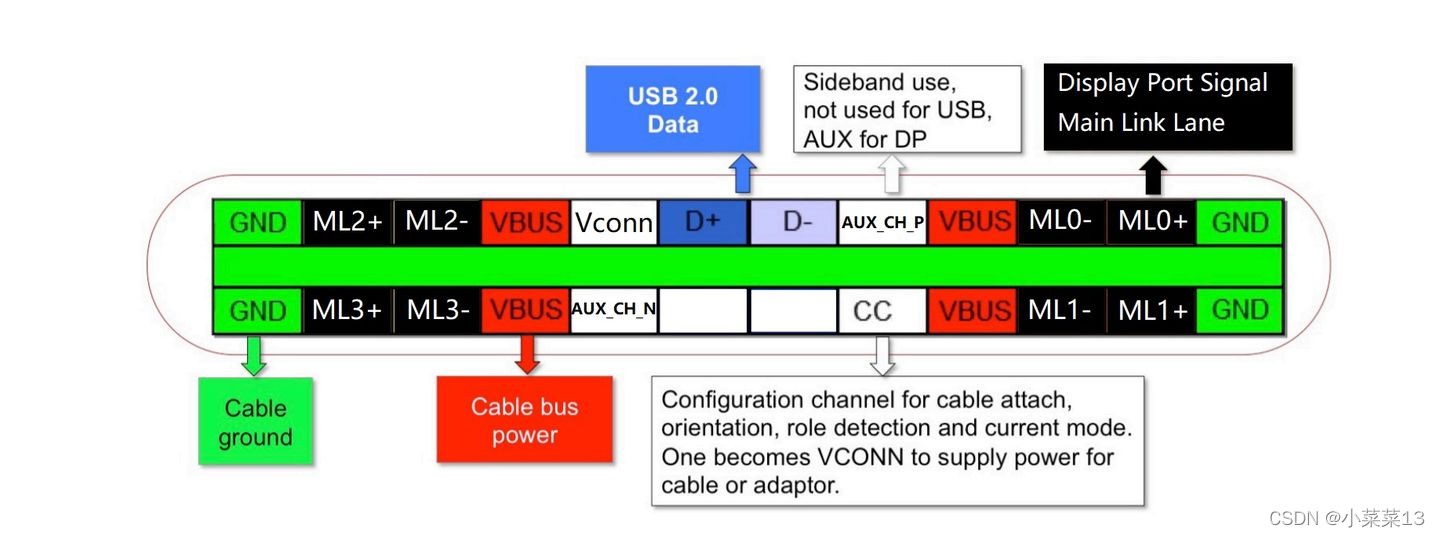 USB 2.0
Data
Sideband use,
not used for USB,
AUX for DP
Display Port Signal
Main Link Lane
GND ML2+ ML2- VBUS Vconn D+ D- AUX_CH_P VBUS ML0- ML0+ GND
GND ML3+ ML3- VBUS AUX_CH_N CC VBUS ML1- ML1+ GND
Cable
ground
Cable bus
power
Configuration channel for cable attach,
orientation, role detection and current mode.
One becomes VCONN to supply power for
cable or adaptor.
CSDN @小菜菜13